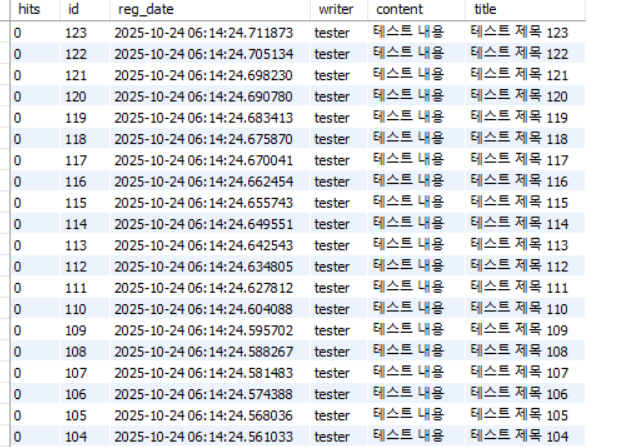 hits id reg_date writer content title
0 123 2025-10-24 06:14:24.711873 tester 테스트 내용 테스트 제목 123
0 122 2025-10-24 06:14:24.705134 tester 테스트 내용 테스트 제목 122
0 121 2025-10-24 06:14:24.698230 tester 테스트 내용 테스트 제목 121
0 120 2025-10-24 06:14:24.690780 tester 테스트 내용 테스트 제목 120
0 119 2025-10-24 06:14:24.683413 tester 테스트 내용 테스트 제목 119
0 118 2025-10-24 06:14:24.675870 tester 테스트 내용 테스트 제목 118
0 117 2025-10-24 06:14:24.670041 tester 테스트 내용 테스트 제목 117
0 116 2025-10-24 06:14:24.662454 tester 테스트 내용 테스트 제목 116
0 115 2025-10-24 06:14:24.655743 tester 테스트 내용 테스트 제목 115
0 114 2025-10-24 06:14:24.649551 tester 테스트 내용 테스트 제목 114
0 113 2025-10-24 06:14:24.642543 tester 테스트 내용 테스트 제목 113
0 112 2025-10-24 06:14:24.634805 tester 테스트 내용 테스트 제목 112
0 111 2025-10-24 06:14:24.627812 tester 테스트 내용 테스트 제목 111
0 110 2025-10-24 06:14:24.604088 tester 테스트 내용 테스트 제목 110
0 109 2025-10-24 06:14:24.595702 tester 테스트 내용 테스트 제목 109
0 108 2025-10-24 06:14:24.588267 tester 테스트 내용 테스트 제목 108
0 107 2025-10-24 06:14:24.581483 tester 테스트 내용 테스트 제목 107
0 106 2025-10-24 06:14:24.574388 tester 테스트 내용 테스트 제목 106
0 105 2025-10-24 06:14:24.568036 tester 테스트 내용 테스트 제목 105
0 104 2025-10-24 06:14:24.561033 tester 테스트 내용 테스트 제목 104